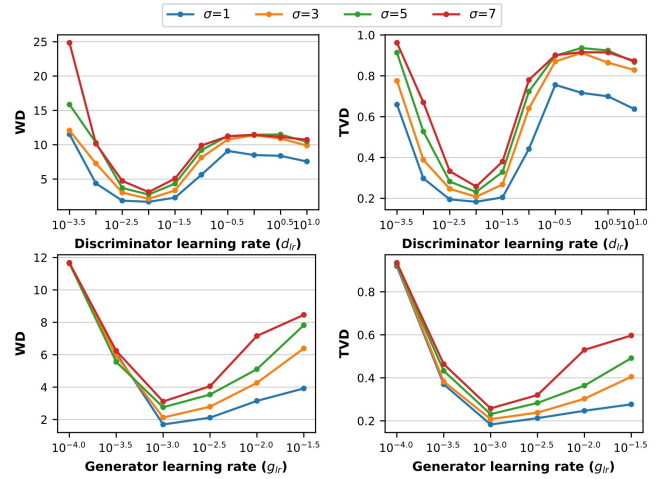 σ=1 σ=3 σ=5 σ=7
25
20
15
10
5
WD
10^−3.5 10^−2.5 10^−1.5 10^−0.5 10^0.5 10^1.0
Discriminator learning rate (d_lr)
1.0
0.8
0.6
0.4
0.2
TVD
10^−3.5 10^−2.5 10^−1.5 10^−0.5 10^0.5 10^1.0
Discriminator learning rate (d_lr)
12
10
8
6
4
2
WD
10^−4.0 10^−3.5 10^−3.0 10^−2.5 10^−2.0 10^−1.5
Generator learning rate (g_lr)
0.8
0.6
0.4
0.2
TVD
10^−4.0 10^−3.5 10^−3.0 10^−2.5 10^−2.0 10^−1.5
Generator learning rate (g_lr)